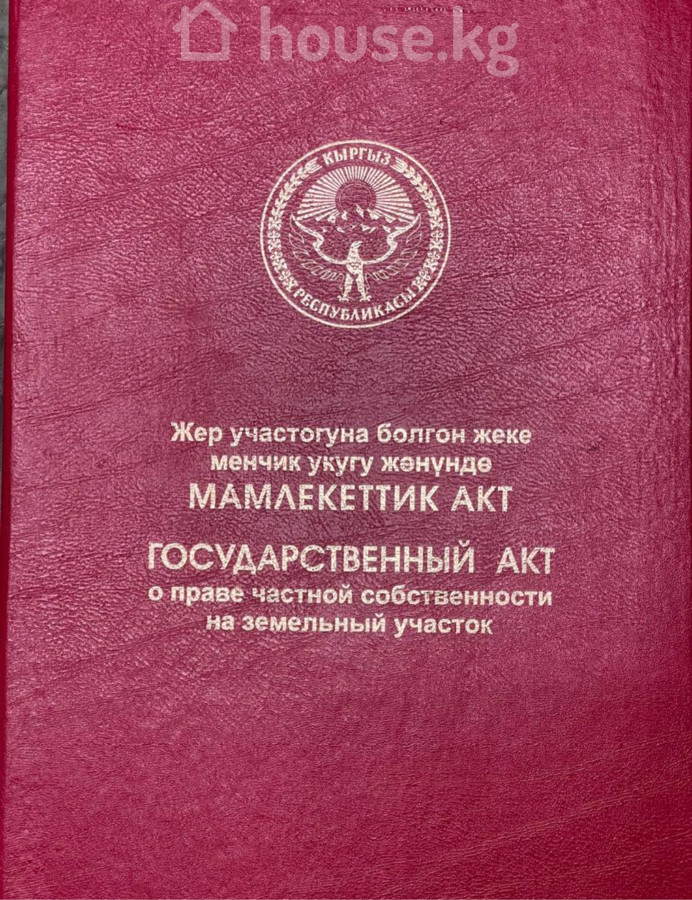 house.kg
КЫРГЫЗ
РЕСПУБЛИКАСЫ
Жер участогуна болгон жеке
менчик укугу жөнүндө
МАМЛЕКЕТТИК АКТ
ГОСУДАРСТВЕННЫЙ АКТ
о праве частной собственности
на земельный участок